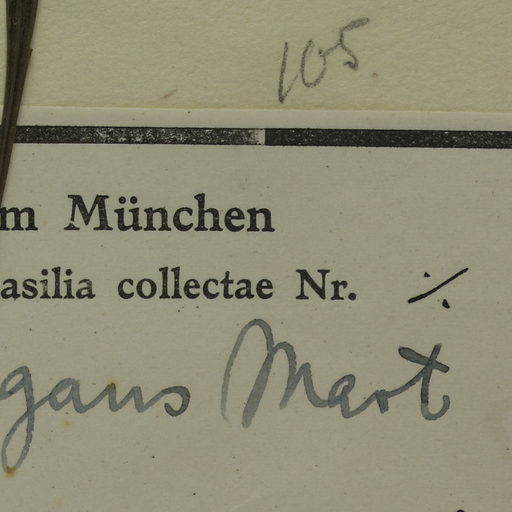 105.
m München
asilia collectae Nr. ./.
gans Mart